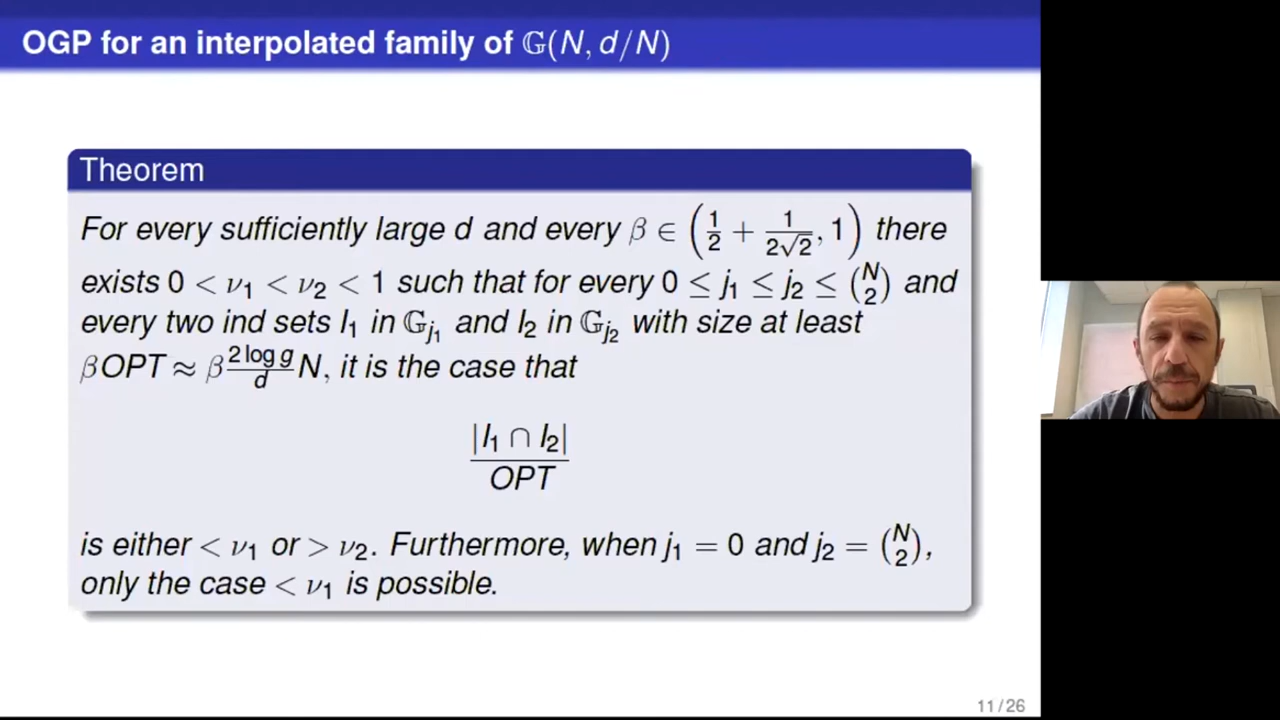 OGP for an interpolated family of 𝔾(N, d/N)
Theorem
For every sufficiently large d and every β ∈ (1/2 + 1/(2√2), 1) there
exists 0 < ν₁ < ν₂ < 1 such that for every 0 ≤ j₁ ≤ j₂ ≤ (N 2) and
every two ind sets I₁ in 𝔾_{j₁} and I₂ in 𝔾_{j₂} with size at least
βOPT ≈ β (2 log g)/d N, it is the case that
|I₁ ∩ I₂|
OPT
is either < ν₁ or > ν₂. Furthermore, when j₁ = 0 and j₂ = (N 2),
only the case < ν₁ is possible.
11/26